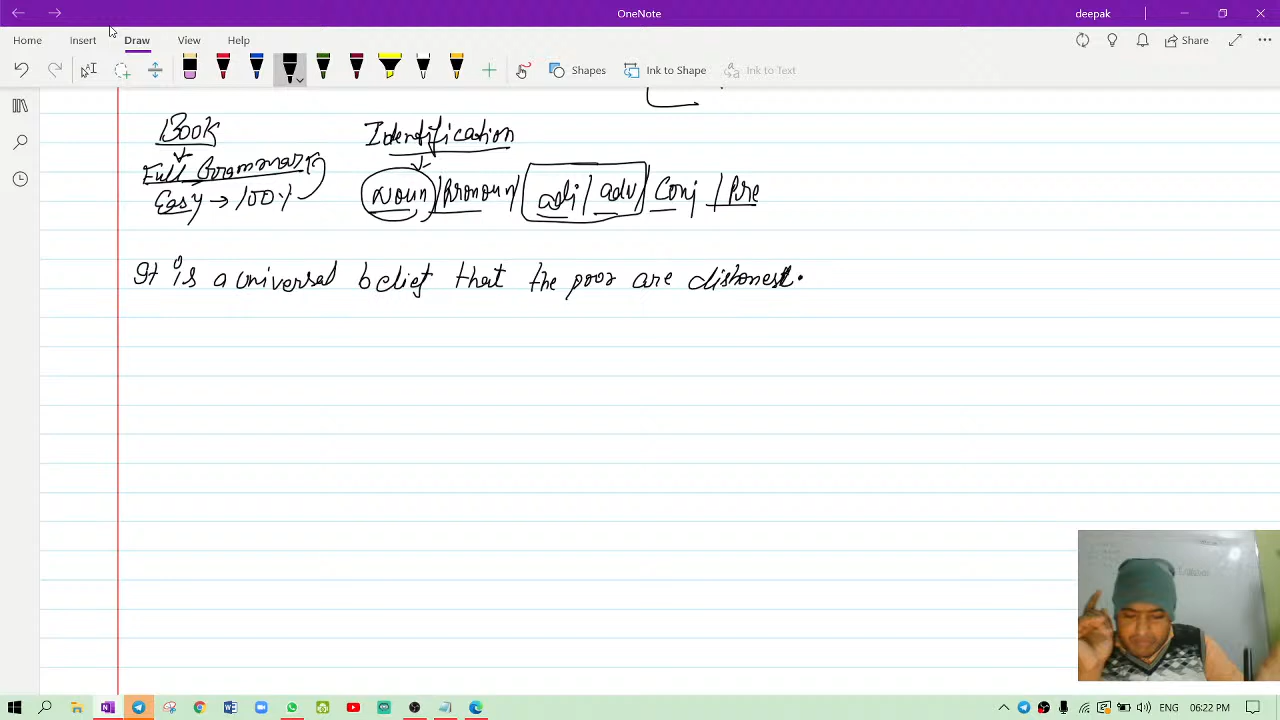 OneNote
deepak
Home Insert Draw View Help
Share
Shapes Ink to Shape Ink to Text
Book
Full Grammar
Easy → 100%
Identification
Noun / Pronoun / adj / adv / Conj / Pre
It is a universal belief that the poor are dishonest.
ENG 06:22 PM